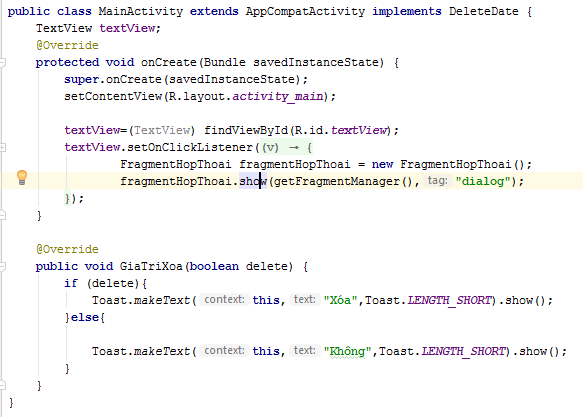 public class MainActivity extends AppCompatActivity implements DeleteDate {
TextView textView;
@Override
protected void onCreate(Bundle savedInstanceState) {
super.onCreate(savedInstanceState);
setContentView(R.layout.activity_main);
textView=(TextView) findViewById(R.id.textView);
textView.setOnClickListener((v) → {
FragmentHopThoai fragmentHopThoai = new FragmentHopThoai();
fragmentHopThoai.show(getFragmentManager(), tag: "dialog");
});
}
@Override
public void GiaTriXoa(boolean delete) {
if (delete){
Toast.makeText( context: this, text: "Xóa",Toast.LENGTH_SHORT).show();
}else{
Toast.makeText( context: this, text: "Không",Toast.LENGTH_SHORT).show();
}
}
}